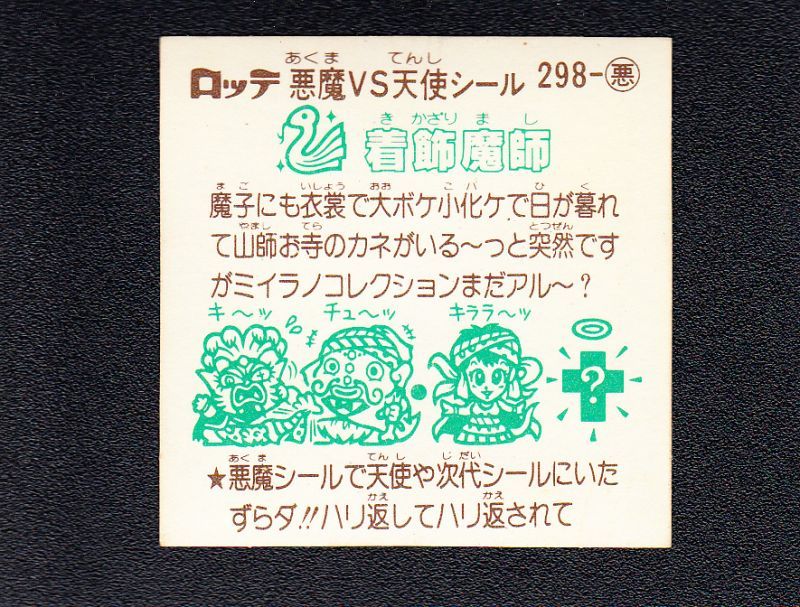 ロッテ 悪魔VS天使シール 298-悪
あくま てんし
着飾魔師
きかざりまし
魔子にも衣裳で大ボケ小化ケで日が暮れ
まご いしょう おお こバ ひ く
て山師お寺のカネがいる〜っと突然です
やまし てら とつぜん
がミイラノコレクションまだアル〜?
キ〜ッ チュ〜ッ キララ〜ッ
?
★悪魔シールで天使や次代シールにいた
あくま てんし じだい
ずらダ!!ハリ返してハリ返されて
かえ かえ